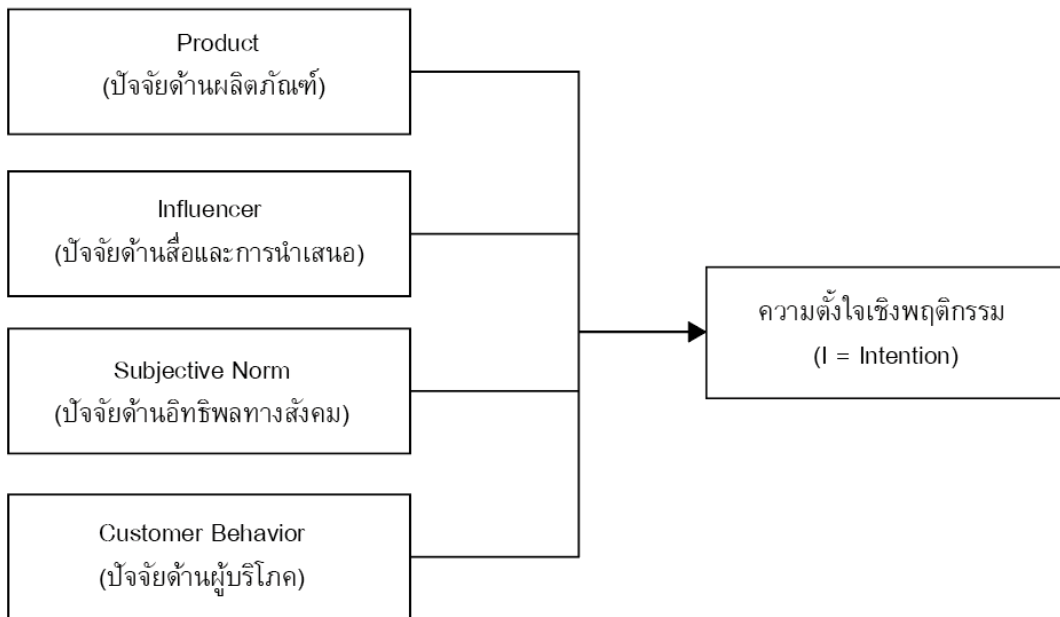 Product
(ปัจจัยด้านผลิตภัณฑ์)
Influencer
(ปัจจัยด้านสื่อและการนำเสนอ)
Subjective Norm
(ปัจจัยด้านอิทธิพลทางสังคม)
Customer Behavior
(ปัจจัยด้านผู้บริโภค)
ความตั้งใจเชิงพฤติกรรม
(I = Intention)